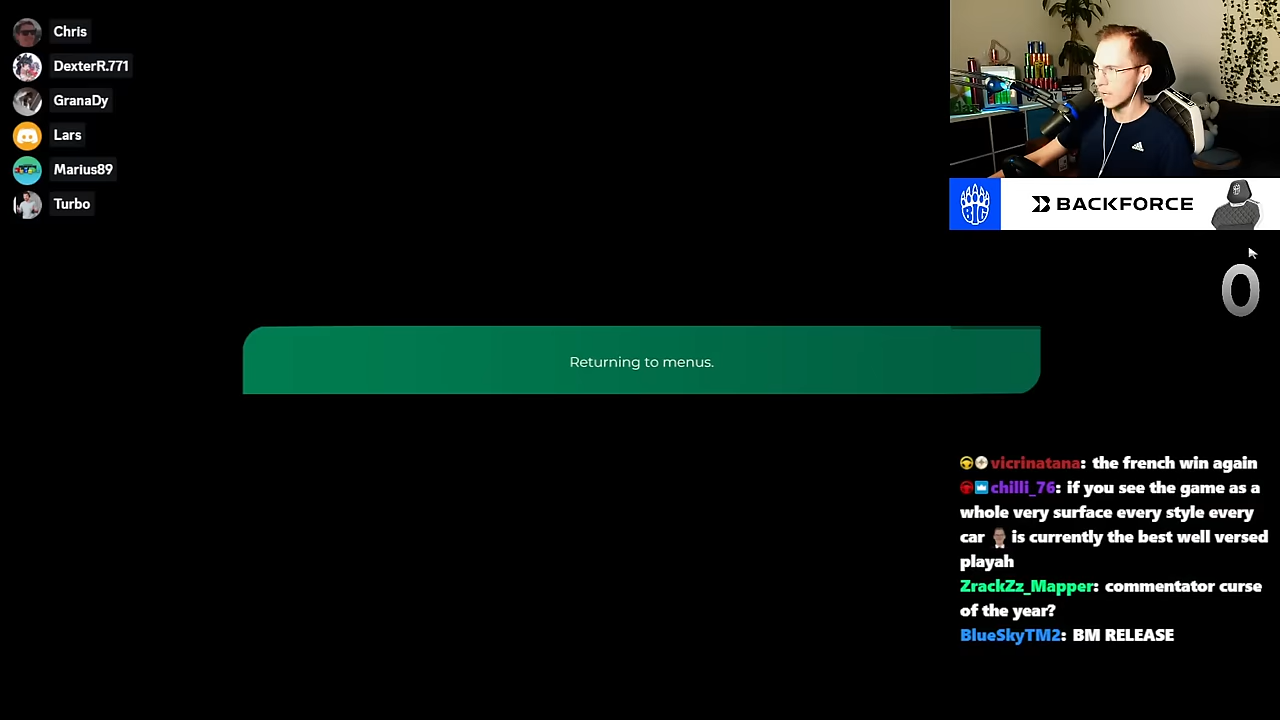 Chris
DexterR.771
GranaDy
Lars
Marius89
Turbo
BIG
BACKFORCE
0
Returning to menus.
vicrinatana: the french win again
chilli_76: if you see the game as a
whole very surface every style every
car is currently the best well versed
playah
ZrackZz_Mapper: commentator curse
of the year?
BlueSkyTM2: BM RELEASE